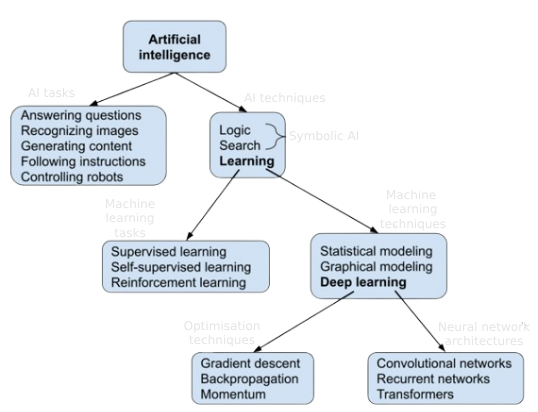 Artificial
intelligence
AI tasks
AI techniques
Answering questions
Recognizing images
Generating content
Following instructions
Controlling robots
Logic
Search
Learning
Symbolic AI
Machine
learning
tasks
Machine
learning
techniques
Supervised learning
Self-supervised learning
Reinforcement learning
Statistical modeling
Graphical modeling
Deep learning
Optimisation
techniques
Neural network
architectures
Gradient descent
Backpropagation
Momentum
Convolutional networks
Recurrent networks
Transformers